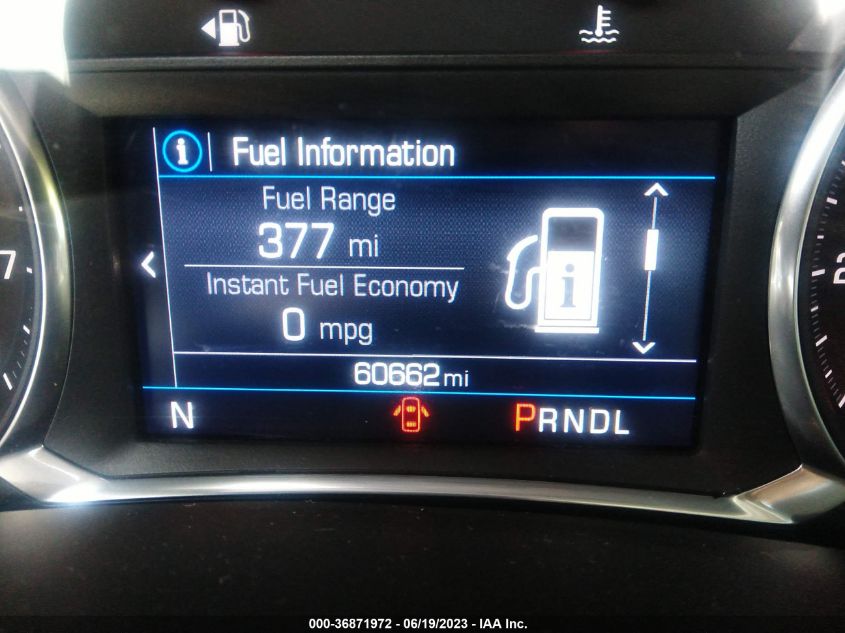 Fuel Information
Fuel Range
377 mi
Instant Fuel Economy
0 mpg
60662 mi
N
PRNDL
7
000-36871972 - 06/19/2023 - IAA Inc.